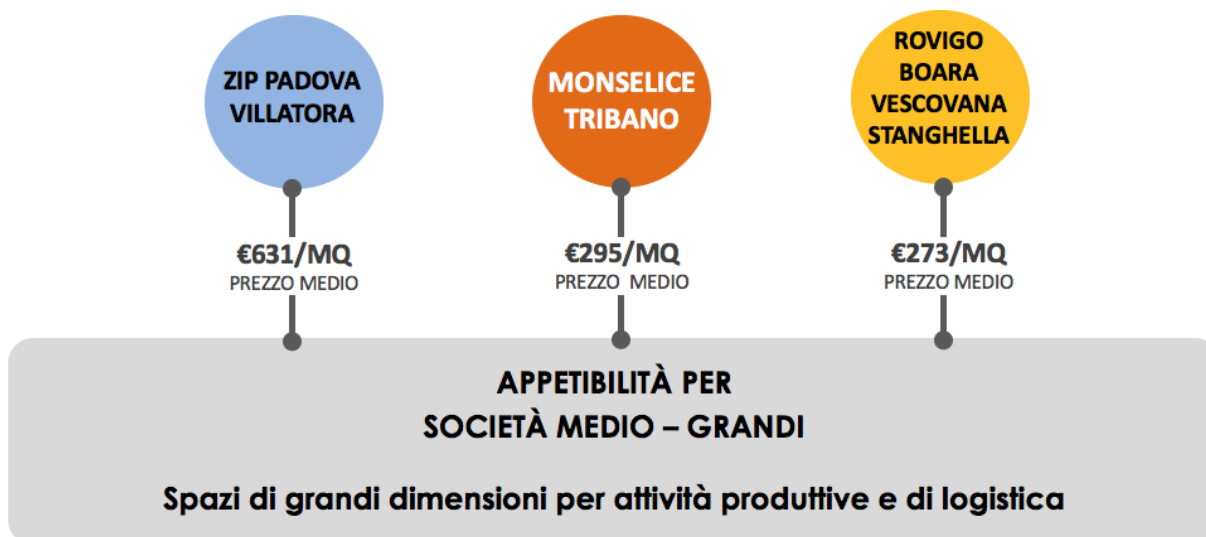 ZIP PADOVA
VILLATORA
MONSELICE
TRIBANO
ROVIGO
BOARA
VESCOVANA
STANGHELLA
€631/MQ
PREZZO MEDIO
€295/MQ
PREZZO MEDIO
€273/MQ
PREZZO MEDIO
APPETIBILITÀ PER
SOCIETÀ MEDIO – GRANDI
Spazi di grandi dimensioni per attività produttive e di logistica